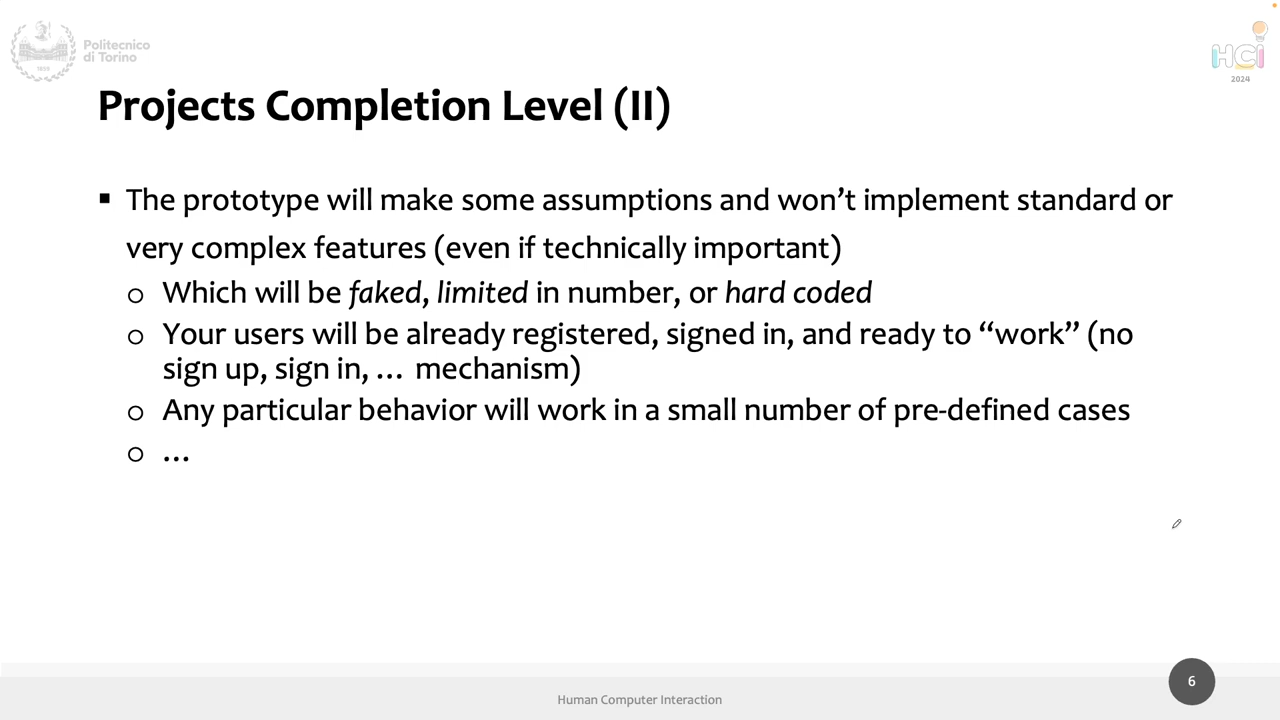 Politecnico
di Torino
1859
HCI
2024
Projects Completion Level (II)
▪ The prototype will make some assumptions and won’t implement standard or
very complex features (even if technically important)
o Which will be faked, limited in number, or hard coded
o Your users will be already registered, signed in, and ready to “work” (no
sign up, sign in, … mechanism)
o Any particular behavior will work in a small number of pre-defined cases
o …
Human Computer Interaction
6